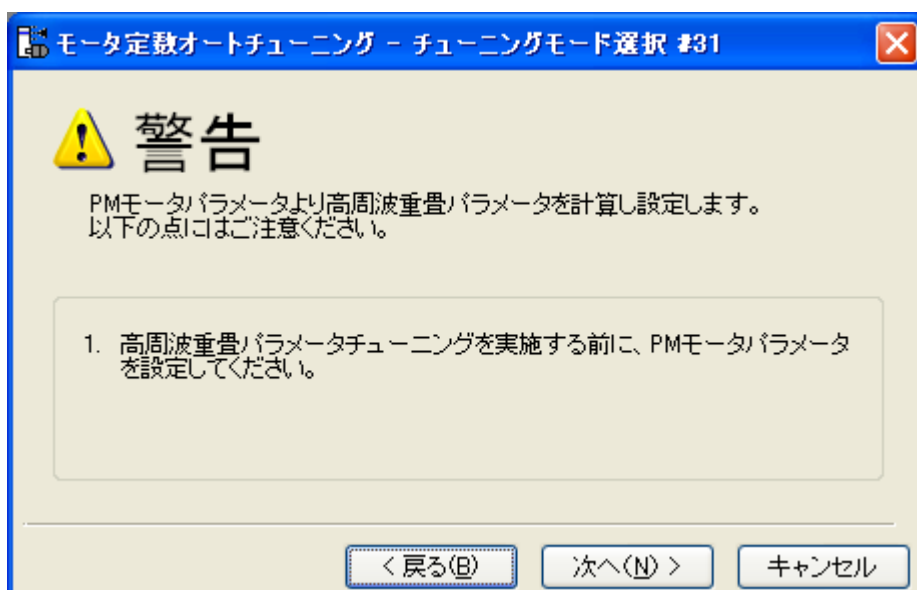 モータ定数オートチューニング - チューニングモード選択 #31
警告
PMモータパラメータより高周波重畳パラメータを計算し設定します。
以下の点にはご注意ください。
1. 高周波重畳パラメータチューニングを実施する前に、PMモータパラメータ
を設定してください。
< 戻る(B)
次へ(N) >
キャンセル